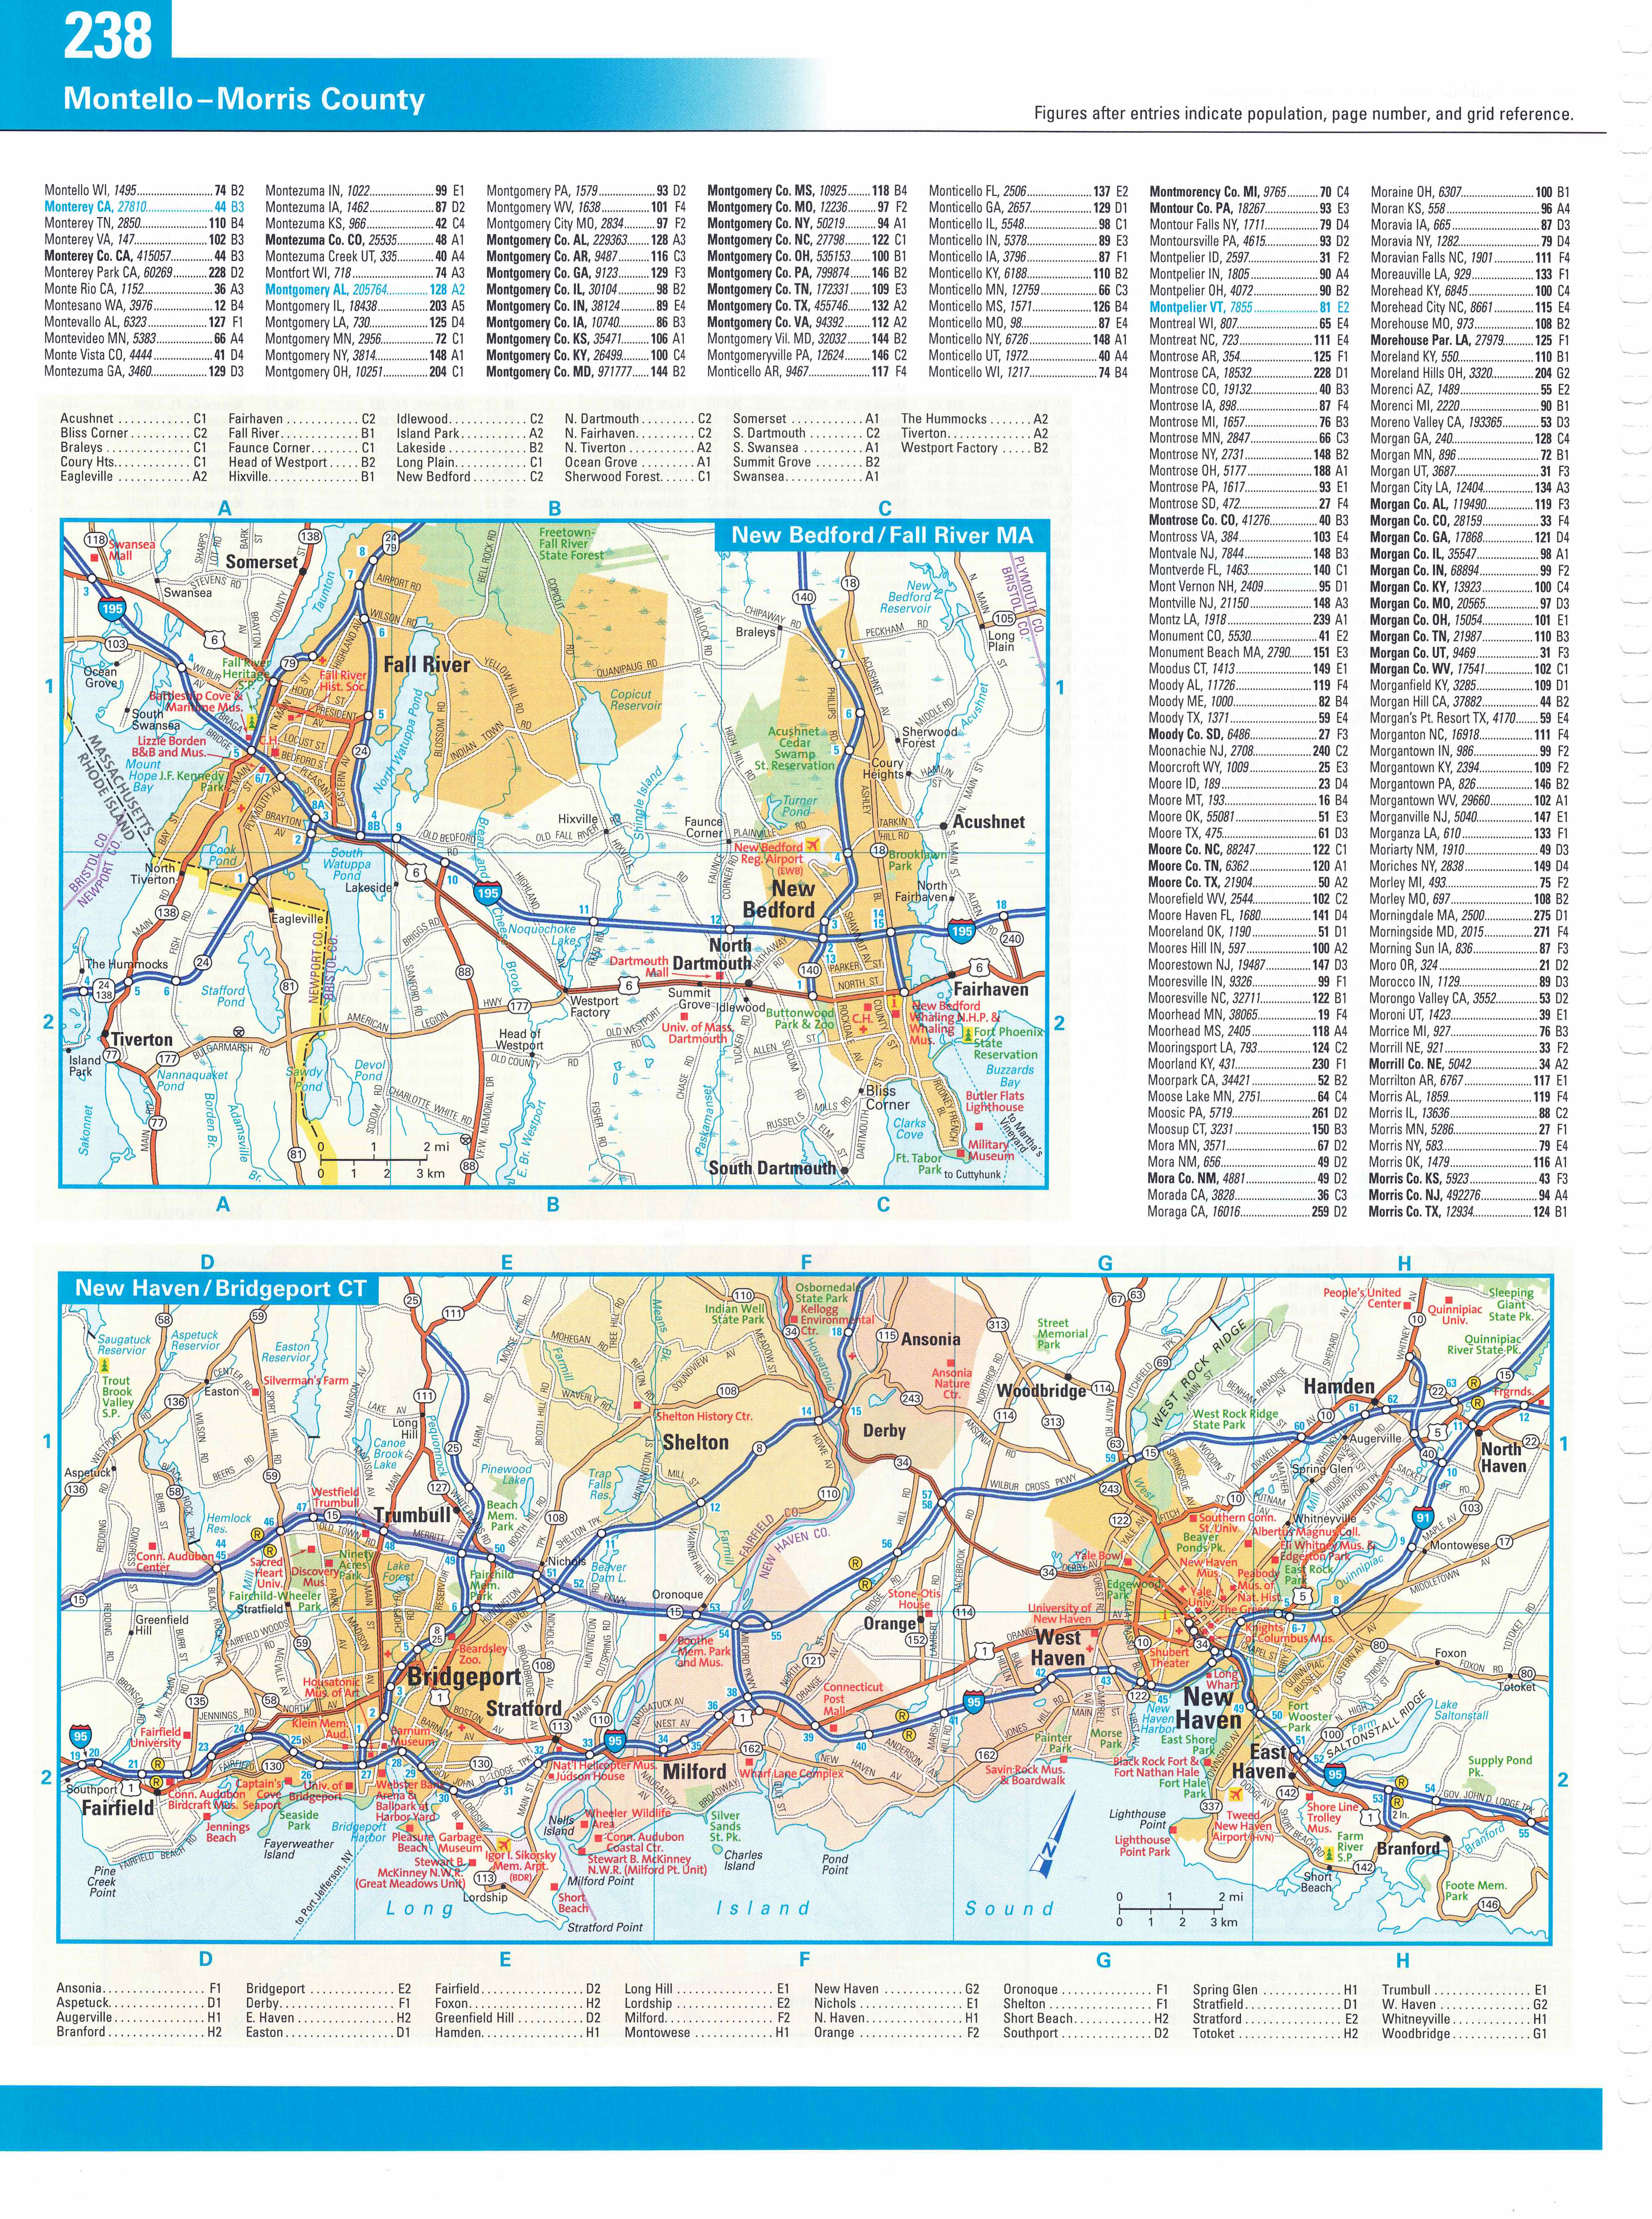 238
Montello – Morris County
Figures after entries indicate population, page number, and grid reference.
Montello WI, 1495 74 B2
Monterey CA, 27810 44 B3
Monterey TN, 2850 110 B4
Monterey VA, 147 102 B3
Monterey Co. CA, 415057 44 B3
Monterey Park CA, 60269 228 D2
Monte Rio CA, 1152 36 A3
Montesano WA, 3976 12 B4
Montevallo AL, 6323 127 F1
Montevideo MN, 5383 66 A4
Monte Vista CO, 4444 41 D4
Montezuma GA, 3460 129 D3
Montezuma IN, 1022 99 E1
Montezuma IA, 1462 87 D2
Montezuma KS, 966 42 C4
Montezuma Co. CO, 25535 48 A1
Montezuma Creek UT, 335 40 A4
Montfort WI, 718 74 A3
Montgomery AL, 205764 128 A2
Montgomery IL, 18438 203 A5
Montgomery LA, 730 125 D4
Montgomery MN, 2956 72 C1
Montgomery NY, 3814 148 A1
Montgomery OH, 10251 204 C1
Montgomery PA, 1579 93 D2
Montgomery WV, 1638 101 F4
Montgomery City MO, 2834 97 F2
Montgomery Co. AL, 229363 128 A3
Montgomery Co. AR, 9487 116 C3
Montgomery Co. GA, 9123 129 F3
Montgomery Co. IL, 30104 98 B2
Montgomery Co. IN, 38124 89 E4
Montgomery Co. IA, 10740 86 B3
Montgomery Co. KS, 35471 106 A1
Montgomery Co. KY, 26499 100 C4
Montgomery Co. MD, 971777 144 B2
Montgomery Co. MS, 10925 118 B4
Montgomery Co. MO, 12236 97 F2
Montgomery Co. NY, 50219 94 A1
Montgomery Co. NC, 27798 122 C1
Montgomery Co. OH, 535153 100 B1
Montgomery Co. PA, 799874 146 B2
Montgomery Co. TN, 172331 109 E3
Montgomery Co. TX, 455746 132 A2
Montgomery Co. VA, 94392 112 A2
Montgomery Vil. MD, 32032 144 B2
Montgomeryville PA, 12624 146 C2
Monticello AR, 9467 117 F4
Monticello FL, 2506 137 E2
Monticello GA, 2657 129 D1
Monticello IL, 5548 98 C1
Monticello IN, 5378 89 E3
Monticello IA, 3796 87 F1
Monticello KY, 6188 110 B2
Monticello MN, 12759 66 C3
Monticello MS, 1571 126 B4
Monticello MO, 98 87 E4
Monticello NY, 6726 148 A1
Monticello UT, 1972 40 A4
Monticello WI, 1217 74 B4
Montmorency Co. MI, 9765 70 C4
Montour Co. PA, 18267 93 E3
Montour Falls NY, 1711 79 D4
Montoursville PA, 4615 93 D2
Montpelier ID, 2597 31 F2
Montpelier IN, 1805 90 A4
Montpelier OH, 4072 90 B2
Montpelier VT, 7855 81 E2
Montreal WI, 807 65 E4
Montreat NC, 723 111 E4
Montrose AR, 354 125 F1
Montrose CA, 18532 228 D1
Montrose CO, 19132 40 B3
Montrose IA, 898 87 F4
Montrose MI, 1657 76 B3
Montrose MN, 2847 66 C3
Montrose NY, 2731 148 B2
Montrose OH, 5177 188 A1
Montrose PA, 1617 93 E1
Montrose SD, 472 27 F4
Montrose Co. CO, 41276 40 B3
Montross VA, 384 103 E4
Montvale NJ, 7844 148 B3
Montverde FL, 1463 140 C1
Mont Vernon NH, 2409 95 D1
Montville NJ, 21150 148 A3
Montz LA, 1918 239 A1
Monument CO, 5530 41 E2
Monument Beach MA, 2790 151 E3
Moodus CT, 1413 149 E1
Moody AL, 11726 119 F4
Moody ME, 1000 82 B4
Moody TX, 1371 59 E4
Moody Co. SD, 6486 27 F3
Moonachie NJ, 2708 240 C2
Moorcroft WY, 1009 25 E3
Moore ID, 189 23 D4
Moore MT, 193 16 B4
Moore OK, 55081 51 E3
Moore TX, 475 61 D3
Moore Co. NC, 88247 122 C1
Moore Co. TN, 6362 120 A1
Moore Co. TX, 21904 50 A2
Moorefield WV, 2544 102 C2
Moore Haven FL, 1680 141 D4
Mooreland OK, 1190 51 D1
Moores Hill IN, 597 100 A2
Moorestown NJ, 19487 147 D3
Mooresville IN, 9326 99 F1
Mooresville NC, 32711 122 B1
Moorhead MN, 38065 19 F4
Moorhead MS, 2405 118 A4
Mooringsport LA, 793 124 C2
Moorland KY, 431 230 F1
Moorpark CA, 34421 52 B2
Moose Lake MN, 2751 64 C4
Moosic PA, 5719 261 D2
Moosup CT, 3231 150 B3
Mora MN, 3571 67 D2
Mora NM, 656 49 D2
Mora Co. NM, 4881 49 D2
Morada CA, 3828 36 C3
Moraga CA, 16016 259 D2
Moraine OH, 6307 100 B1
Moran KS, 558 96 A4
Moravia IA, 665 87 D3
Moravia NY, 1282 79 D4
Moravian Falls NC, 1901 111 F4
Moreauville LA, 929 133 F1
Morehead KY, 6845 100 C4
Morehead City NC, 8661 115 E4
Morehouse MO, 973 108 B2
Morehouse Par. LA, 27979 125 F1
Moreland KY, 550 110 B1
Moreland Hills OH, 3320 204 G2
Morenci AZ, 1489 55 E2
Morenci MI, 2220 90 B1
Moreno Valley CA, 193365 53 D3
Morgan GA, 240 128 C4
Morgan MN, 896 72 B1
Morgan UT, 3687 31 F3
Morgan City LA, 12404 134 A3
Morgan Co. AL, 119490 119 F3
Morgan Co. CO, 28159 33 F4
Morgan Co. GA, 17868 121 D4
Morgan Co. IL, 35547 98 A1
Morgan Co. IN, 68894 99 F2
Morgan Co. KY, 13923 100 C4
Morgan Co. MO, 20565 97 D3
Morgan Co. OH, 15054 101 E1
Morgan Co. TN, 21987 110 B3
Morgan Co. UT, 9469 31 F3
Morgan Co. WV, 17541 102 C1
Morganfield KY, 3285 109 D1
Morgan Hill CA, 37882 44 B2
Morgan's Pt. Resort TX, 4170 59 E4
Morganton NC, 16918 111 F4
Morgantown IN, 986 99 F2
Morgantown KY, 2394 109 F2
Morgantown PA, 826 146 B2
Morgantown WV, 29660 102 A1
Morganville NJ, 5040 147 E1
Morganza LA, 610 133 F1
Moriarty NM, 1910 49 D3
Moriches NY, 2838 149 D4
Morley MI, 493 75 F2
Morley MO, 697 108 B2
Morningdale MA, 2500 275 D1
Morningside MD, 2015 271 F4
Morning Sun IA, 836 87 F3
Moro OR, 324 21 D2
Morocco IN, 1129 89 D3
Morongo Valley CA, 3552 53 D2
Moroni UT, 1423 39 E1
Morrice MI, 927 76 B3
Morrill NE, 921 33 F2
Morrill Co. NE, 5042 34 A2
Morrilton AR, 6767 117 E1
Morris AL, 1859 119 F4
Morris IL, 13636 88 C2
Morris MN, 5286 27 F1
Morris NY, 583 79 E4
Morris OK, 1479 116 A1
Morris Co. KS, 5923 43 F3
Morris Co. NJ, 492276 94 A4
Morris Co. TX, 12934 124 B1
Acushnet C1
Bliss Corner C2
Braleys C1
Coury Hts. C1
Eagleville A2
Fairhaven C2
Fall River B1
Faunce Corner C1
Head of Westport B2
Hixville B1
Idlewood C2
Island Park A2
Lakeside B2
Long Plain C1
New Bedford C2
N. Dartmouth C2
N. Fairhaven C2
N. Tiverton A2
Ocean Grove A1
Sherwood Forest C1
Somerset A1
S. Dartmouth C2
S. Swansea A1
Summit Grove B2
Swansea A1
The Hummocks A2
Tiverton A2
Westport Factory B2
A B C
New Bedford / Fall River MA
Swansea Mall
Somerset
Swansea
Freetown-
Fall River
State Forest
New
Bedford
Reservoir
Braleys
Long
Plain
Fall River
Ocean
Grove
Fall River
Heritage
S.P.
Fall River
Hist. Soc.
Battleship Cove &
Maritime Mus.
South
Swansea
Lizzie Borden
B&B and Mus.
Mount
Hope
Bay
J.F. Kennedy
Park
Copicut
Reservoir
North Watuppa Pond
Acushnet
Cedar
Swamp
St. Reservation
Sherwood
Forest
Coury
Heights
Turner
Pond
Hixville
Faunce
Corner
Acushnet
MASSACHUSETTS
RHODE ISLAND
BRISTOL CO.
NEWPORT CO.
Cook
Pond
South
Watuppa
Pond
Lakeside
North
Tiverton
Eagleville
New Bedford
Reg. Airport
(EWB)
Brooklawn
Park
New
Bedford
North
Fairhaven
Noquochoke
Lake
Dartmouth
Mall
North
Dartmouth
Fairhaven
The Hummocks
Stafford
Pond
Westport
Factory
Summit
Grove
Idlewood
Buttonwood
Park & Zoo
Univ. of Mass.
Dartmouth
New Bedford
Whaling N.H.P. &
Whaling
Mus.
Fort Phoenix
State
Reservation
Tiverton
Island
Park
Head of
Westport
Nannaquaket
Pond
Sawdy
Pond
Devol
Pond
Buzzards
Bay
Butler Flats
Lighthouse
Bliss
Corner
Clarks
Cove
Military
Museum
Ft. Tabor
Park
South Dartmouth
to Cuttyhunk
to Martha's
Vineyard
0 1 2 mi
0 1 2 3 km
A B C
D E F G H
New Haven / Bridgeport CT
Saugatuck
Reservoir
Aspetuck
Reservoir
Easton
Reservoir
Trout
Brook
Valley
S.P.
Easton
Silverman's Farm
Long
Hill
Canoe
Brook
Lake
Pinewood
Lake
Indian Well
State Park
Osbornedale
State Park
Kellogg
Environmental
Ctr.
Ansonia
Ansonia
Nature
Ctr.
Street
Memorial
Park
Woodbridge
WEST ROCK RIDGE
West Rock Ridge
State Park
People's United
Center
Quinnipiac
Univ.
Sleeping
Giant
State Pk.
Quinnipiac
River State Pk.
Hamden
Frgrnds.
Shelton History Ctr.
Shelton
Derby
Augerville
Spring Glen
North
Haven
Aspetuck
Westfield
Trumbull
Trumbull
Beach
Mem.
Park
Trap
Falls
Res.
Hemlock
Res.
Conn. Audubon
Center
Sacred
Heart
Univ.
Discovery
Mus.
Ninety
Acres
Park
Lake
Forest
Fairchild
Mem.
Park
Nichols
Beaver
Dam L.
FAIRFIELD CO.
NEW HAVEN CO.
WILBUR CROSS PKWY
Southern Conn.
St. Univ.
Whitneyville
Albertus Magnus Coll.
Eli Whitney Mus. &
Edgerton Park
Beaver
Ponds Pk.
Yale Bowl
New Haven
Mus.
Peabody
Mus. of
Nat. Hist.
East Rock
Park
Montowese
Edgewood
Park
Yale
Univ.
The Green
Fairchild-Wheeler
Park
Stratfield
Greenfield
Hill
Oronoque
Stone-Otis
House
Orange
University of
New Haven
West
Haven
Knights
of Columbus Mus.
Shubert
Theater
Long
Wharf
Foxon
Totoket
Boothe
Mem. Park
and Mus.
Beardsley
Zoo.
Bridgeport
Stratford
Housatonic
Mus. of Art
Klein Mem.
Aud.
Barnum
Museum
Connecticut
Post
Mall
New
Haven
New
Haven
Harbor
Fort
Wooster
Park
Lake
Saltonstall
SALTONSTALL RIDGE
Fairfield
University
Southport
Fairfield
Conn. Audubon
Birdcraft Mus.
Captain's
Cove
Seaport
Univ. of
Bridgeport
Webster Bank
Arena &
Ballpark at
Harbor Yard
Nat'l Helicopter Mus.
Judson House
Milford
Wharf Lane Complex
Painter
Park
Morse
Park
East Shore
Park
Savin Rock Mus.
& Boardwalk
Black Rock Fort &
Fort Nathan Hale
Fort Hale
Park
East
Haven
Supply Pond
Pk.
Jennings
Beach
Seaside
Park
Bridgeport
Harbor
Pleasure
Beach
Garbage
Museum
Fayerweather
Island
Stewart B.
McKinney N.W.R.
(Great Meadows Unit)
Igor I. Sikorsky
Mem. Arpt.
(BDR)
Lordship
Nells
Island
Wheeler Wildlife
Area
Conn. Audubon
Coastal Ctr.
Stewart B. McKinney
N.W.R. (Milford Pt. Unit)
Milford Point
Short
Beach
Stratford Point
Silver
Sands
St. Pk.
Charles
Island
Pond
Point
Lighthouse
Point
Lighthouse
Point Park
Tweed
New Haven
Airport (HVN)
Shore Line
Trolley
Mus.
Farm
River
S.P.
Short
Beach
Branford
Foote Mem.
Park
Pine
Creek
Point
to Port Jefferson, NY
Long Island Sound
N
0 1 2 mi
0 1 2 3 km
D E F G H
Ansonia F1
Aspetuck D1
Augerville H1
Branford H2
Bridgeport E2
Derby F1
E. Haven H2
Easton D1
Fairfield D2
Foxon H2
Greenfield Hill D2
Hamden H1
Long Hill E1
Lordship E2
Milford F2
Montowese H1
New Haven G2
Nichols E1
N. Haven H1
Orange F2
Oronoque F1
Shelton F1
Short Beach H2
Southport D2
Spring Glen H1
Stratfield D1
Stratford E2
Totoket H2
Trumbull E1
W. Haven G2
Whitneyville H1
Woodbridge G1